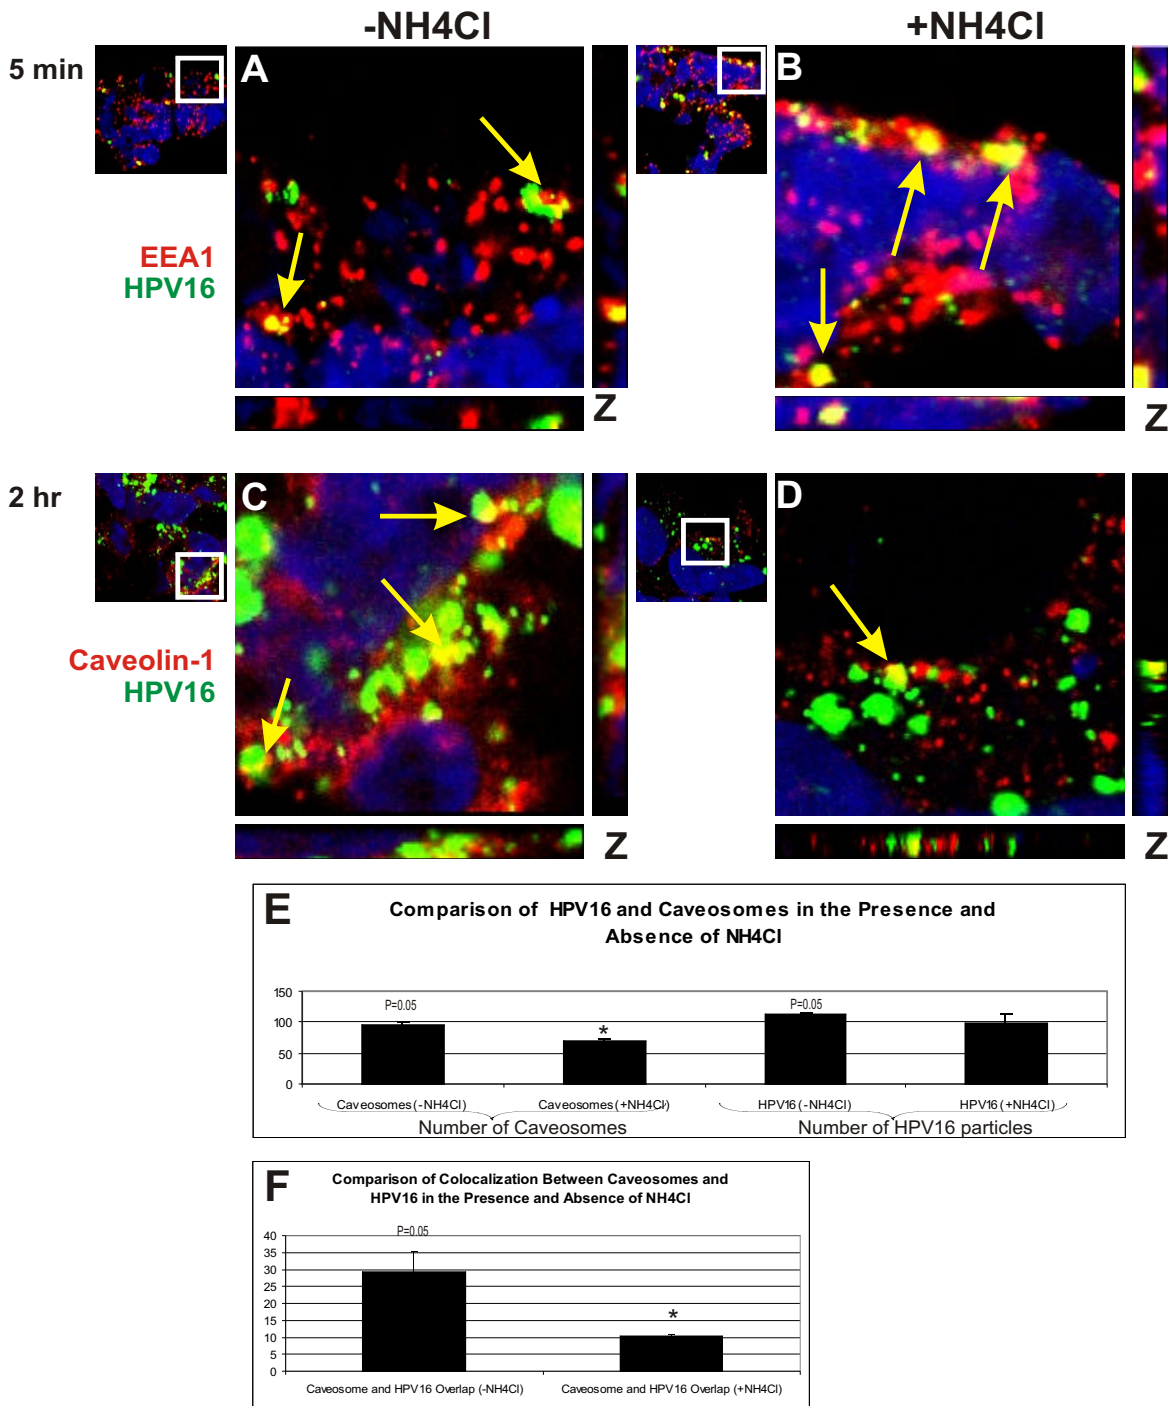 -NH4Cl
+NH4Cl
5 min
A
B
EEA1
HPV16
Z
Z
2 hr
C
D
Caveolin-1
HPV16
Z
Z
E
Comparison of HPV16 and Caveosomes in the Presence and
Absence of NH4Cl
150
100
50
0
P=0.05
*
P=0.05
Caveosomes(-NH4Cl)
Caveosomes(+NH4Cl)
HPV16(-NH4Cl)
HPV16(+NH4Cl)
Number of Caveosomes
Number of HPV16 particles
F
Comparison of Colocalization Between Caveosomes and
HPV16 in the Presence and Absence of NH4Cl
P=0.05
40
35
30
25
20
15
10
5
0
*
Caveosome and HPV16 Overlap (-NH4Cl)
Caveosome and HPV16 Overlap (+NH4Cl)